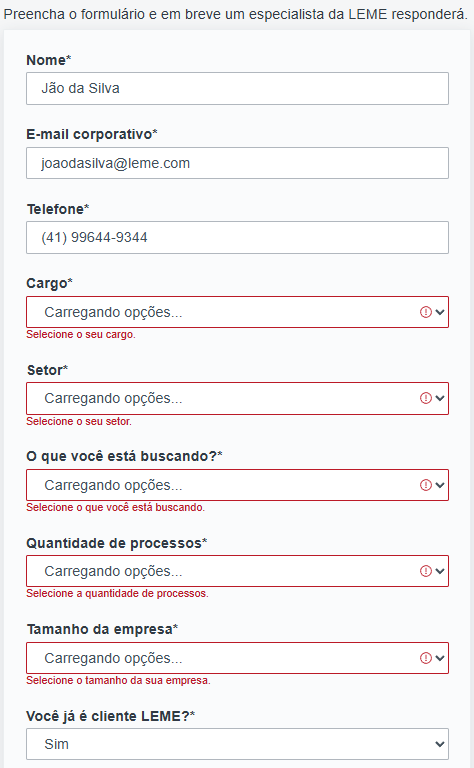 Preencha o formulário e em breve um especialista da LEME responderá.
Nome*
Jão da Silva
E-mail corporativo*
joaodasilva@leme.com
Telefone*
(41) 99644-9344
Cargo*
Carregando opções...
Selecione o seu cargo.
Setor*
Carregando opções...
Selecione o seu setor.
O que você está buscando?*
Carregando opções...
Selecione o que você está buscando.
Quantidade de processos*
Carregando opções...
Selecione a quantidade de processos.
Tamanho da empresa*
Carregando opções...
Selecione o tamanho da sua empresa.
Você já é cliente LEME?*
Sim